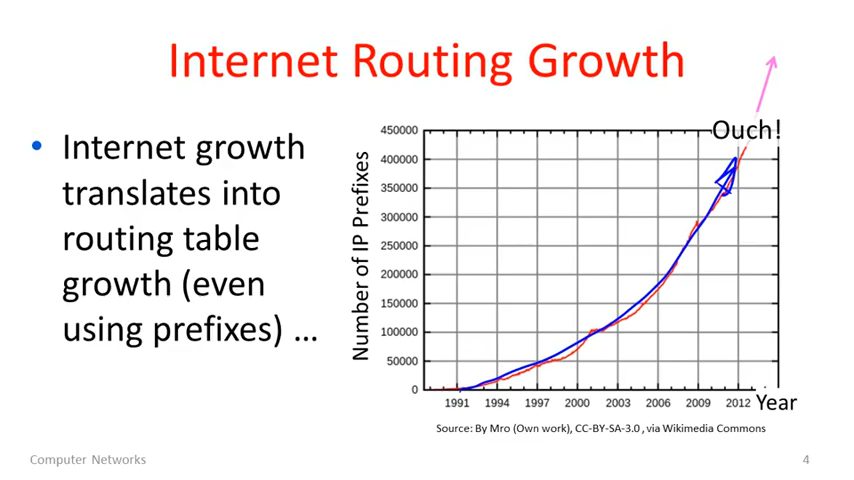 Internet Routing Growth
• Internet growth
translates into
routing table
growth (even
using prefixes) …
Ouch!
Number of IP Prefixes
450000
400000
350000
300000
250000
200000
150000
100000
50000
0
1991 1994 1997 2000 2003 2006 2009 2012 Year
Source: By Mro (Own work), CC-BY-SA-3.0 , via Wikimedia Commons
Computer Networks 4